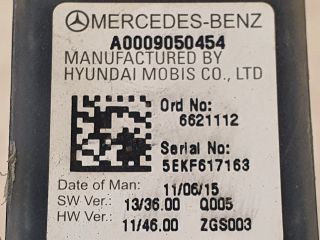 MERCEDES-BENZ
A0009050454
MANUFACTURED BY
HYUNDAI MOBIS CO., LTD
Ord No:
6621112
Serial No:
5EKF617163
Date of Man: 11/06/15
SW Ver.: 13/36.00 Q005
HW Ver.: 11/46.00 ZGS003